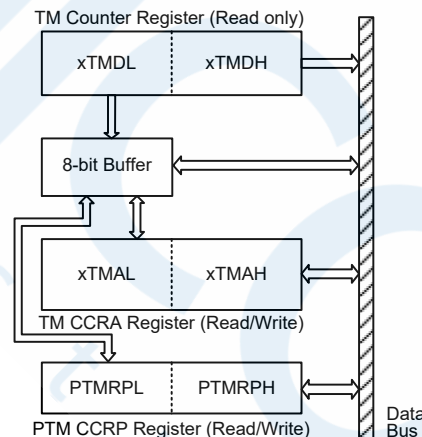 TM Counter Register (Read only)
xTMDL xTMDH
8-bit Buffer
xTMAL xTMAH
TM CCRA Register (Read/Write)
PTMRPL PTMRPH
PTM CCRP Register (Read/Write)
Data
Bus